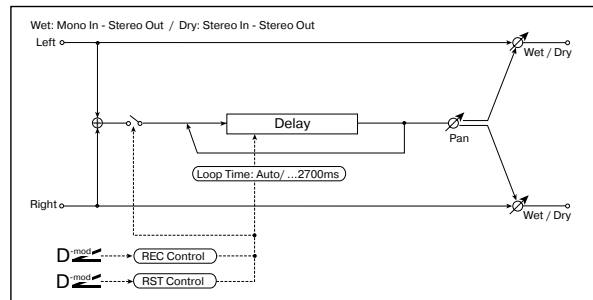 Wet: Mono In - Stereo Out / Dry: Stereo In - Stereo Out
Left
Wet / Dry
Delay
Pan
Loop Time: Auto/ ...2700ms
Right
Wet / Dry
D-mod
REC Control
D-mod
RST Control